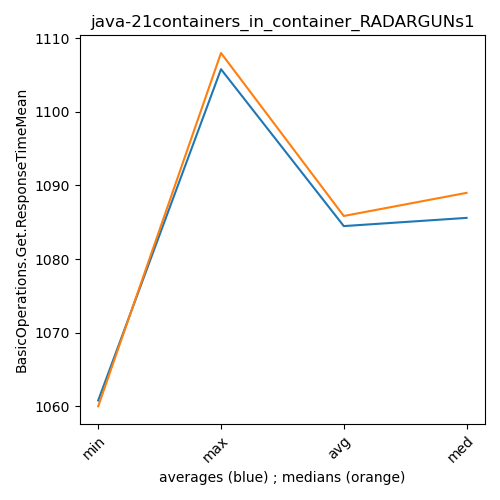 java-21containers_in_container_RADARGUNs1
BasicOperations.Get.ResponseTimeMean
1110
1100
1090
1080
1070
1060
min
max
avg
med
averages (blue) ; medians (orange)